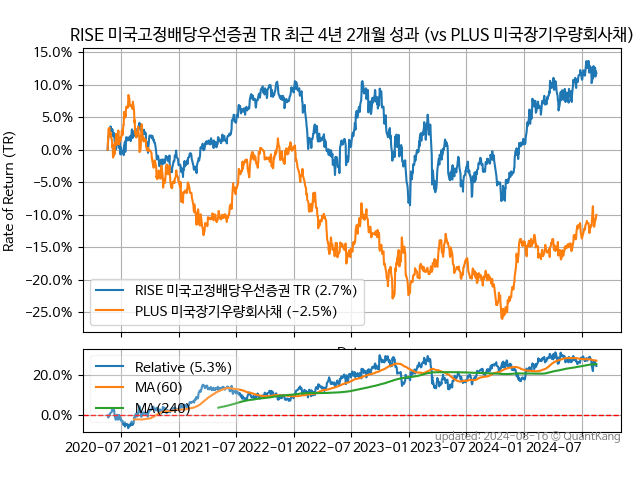 RISE 미국고정배당우선증권 TR 최근 4년 2개월 성과 (vs PLUS 미국장기우량회사채)
15.0%
10.0%
5.0%
0.0%
−5.0%
−10.0%
−15.0%
−20.0%
−25.0%
Rate of Return (TR)
RISE 미국고정배당우선증권 TR (2.7%)
PLUS 미국장기우량회사채 (−2.5%)
20.0%
0.0%
Relative (5.3%)
MA(60)
MA(240)
2020-07 2021-01 2021-07 2022-01 2022-07 2023-01 2023-07 2024-01 2024-07
updated: 2024-08-16 © QuantKang